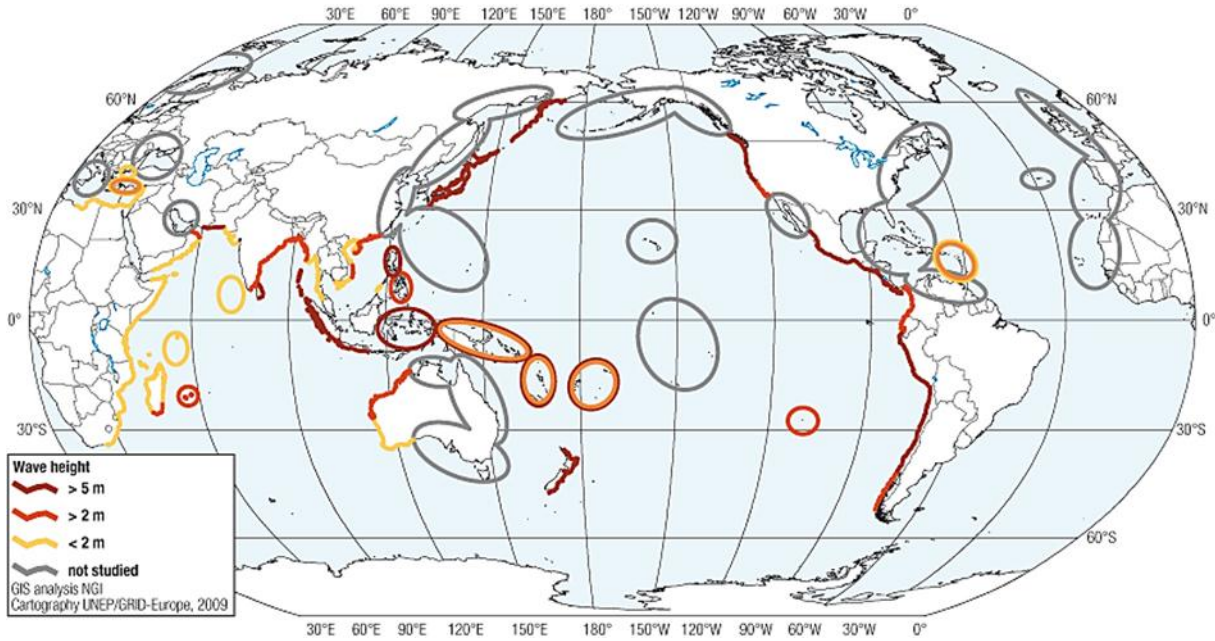 30°E 60°E 90°E 120°E 150°E 180° 150°W 120°W 90°W 60°W 30°W 0°
60°N 60°N
30°N 30°N
0° 0°
30°S 30°S
60°S
Wave height
> 5 m
> 2 m
< 2 m
not studied
GIS analysis NGI
Cartography UNEP/GRID-Europe, 2009
30°E 60°E 90°E 120°E 150°E 180° 150°W 120°W 90°W 60°W 30°W 0°